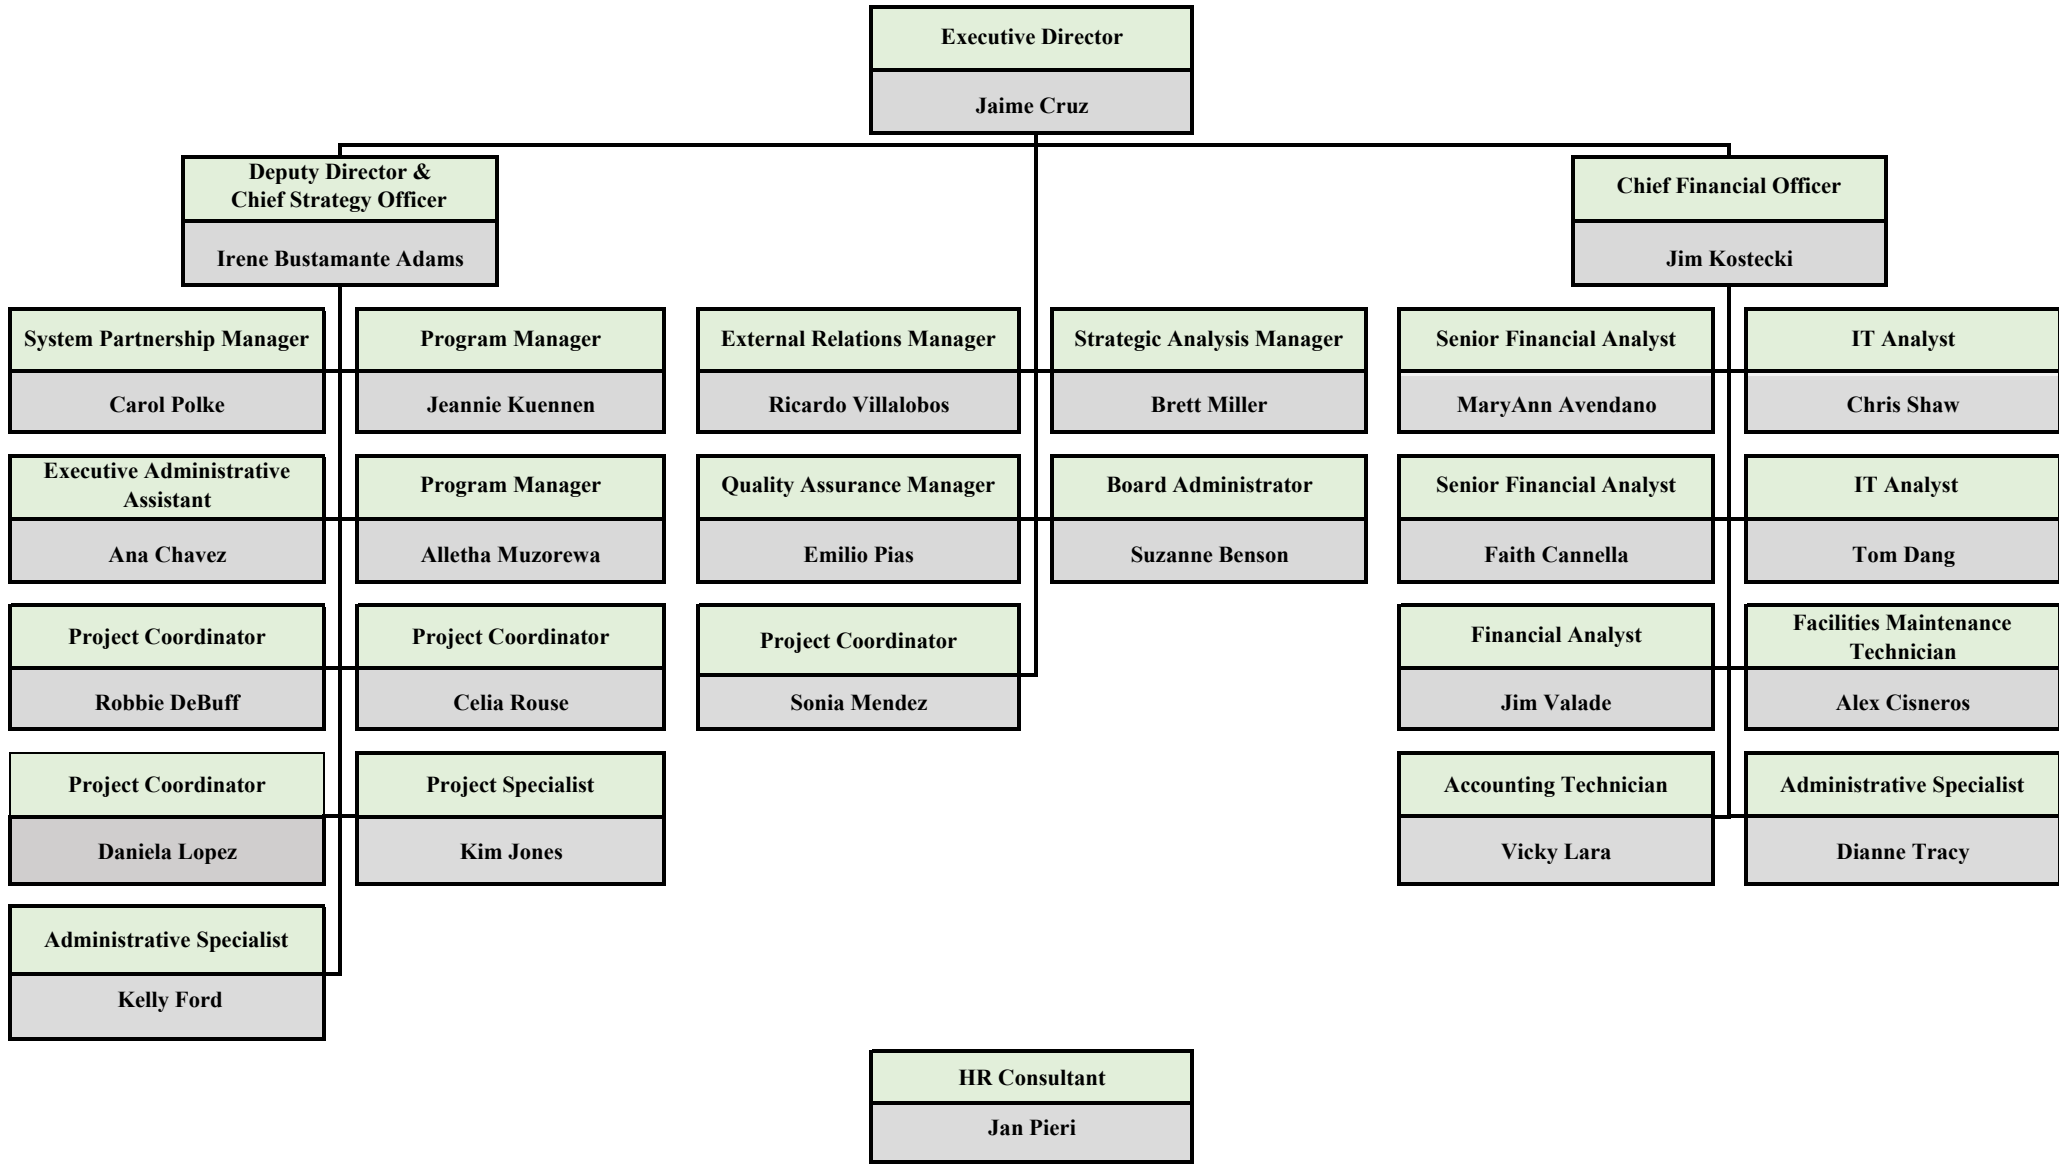 Executive Director
Jaime Cruz
Deputy Director &
Chief Strategy Officer
Irene Bustamante Adams
Chief Financial Officer
Jim Kostecki
System Partnership Manager
Carol Polke
Program Manager
Jeannie Kuennen
External Relations Manager
Ricardo Villalobos
Strategic Analysis Manager
Brett Miller
Senior Financial Analyst
MaryAnn Avendano
IT Analyst
Chris Shaw
Executive Administrative
Assistant
Ana Chavez
Program Manager
Alletha Muzorewa
Quality Assurance Manager
Emilio Pias
Board Administrator
Suzanne Benson
Senior Financial Analyst
Faith Cannella
IT Analyst
Tom Dang
Project Coordinator
Robbie DeBuff
Project Coordinator
Celia Rouse
Project Coordinator
Sonia Mendez
Financial Analyst
Jim Valade
Facilities Maintenance
Technician
Alex Cisneros
Project Coordinator
Daniela Lopez
Project Specialist
Kim Jones
Accounting Technician
Vicky Lara
Administrative Specialist
Dianne Tracy
Administrative Specialist
Kelly Ford
HR Consultant
Jan Pieri